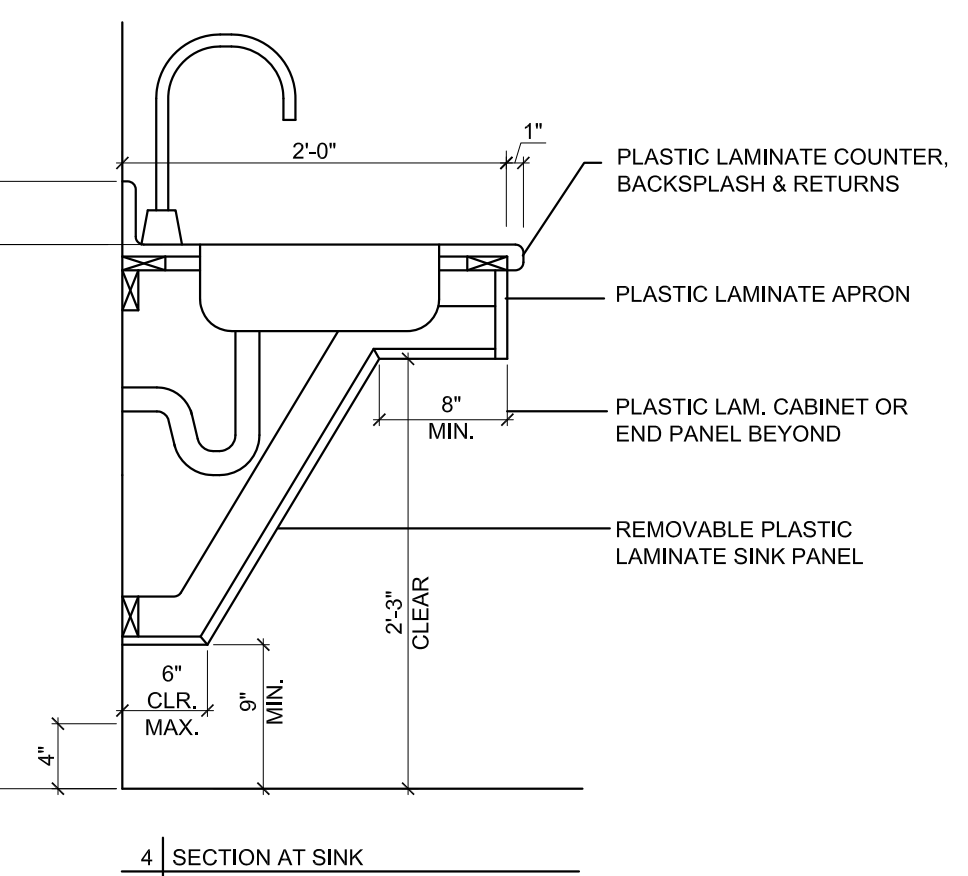 1"
2'-0"
PLASTIC LAMINATE COUNTER,
BACKSPLASH & RETURNS
PLASTIC LAMINATE APRON
8"
MIN.
PLASTIC LAM. CABINET OR
END PANEL BEYOND
REMOVABLE PLASTIC
LAMINATE SINK PANEL
2'-3"
CLEAR
6"
CLR.
MAX.
9"
MIN.
4"
4 SECTION AT SINK